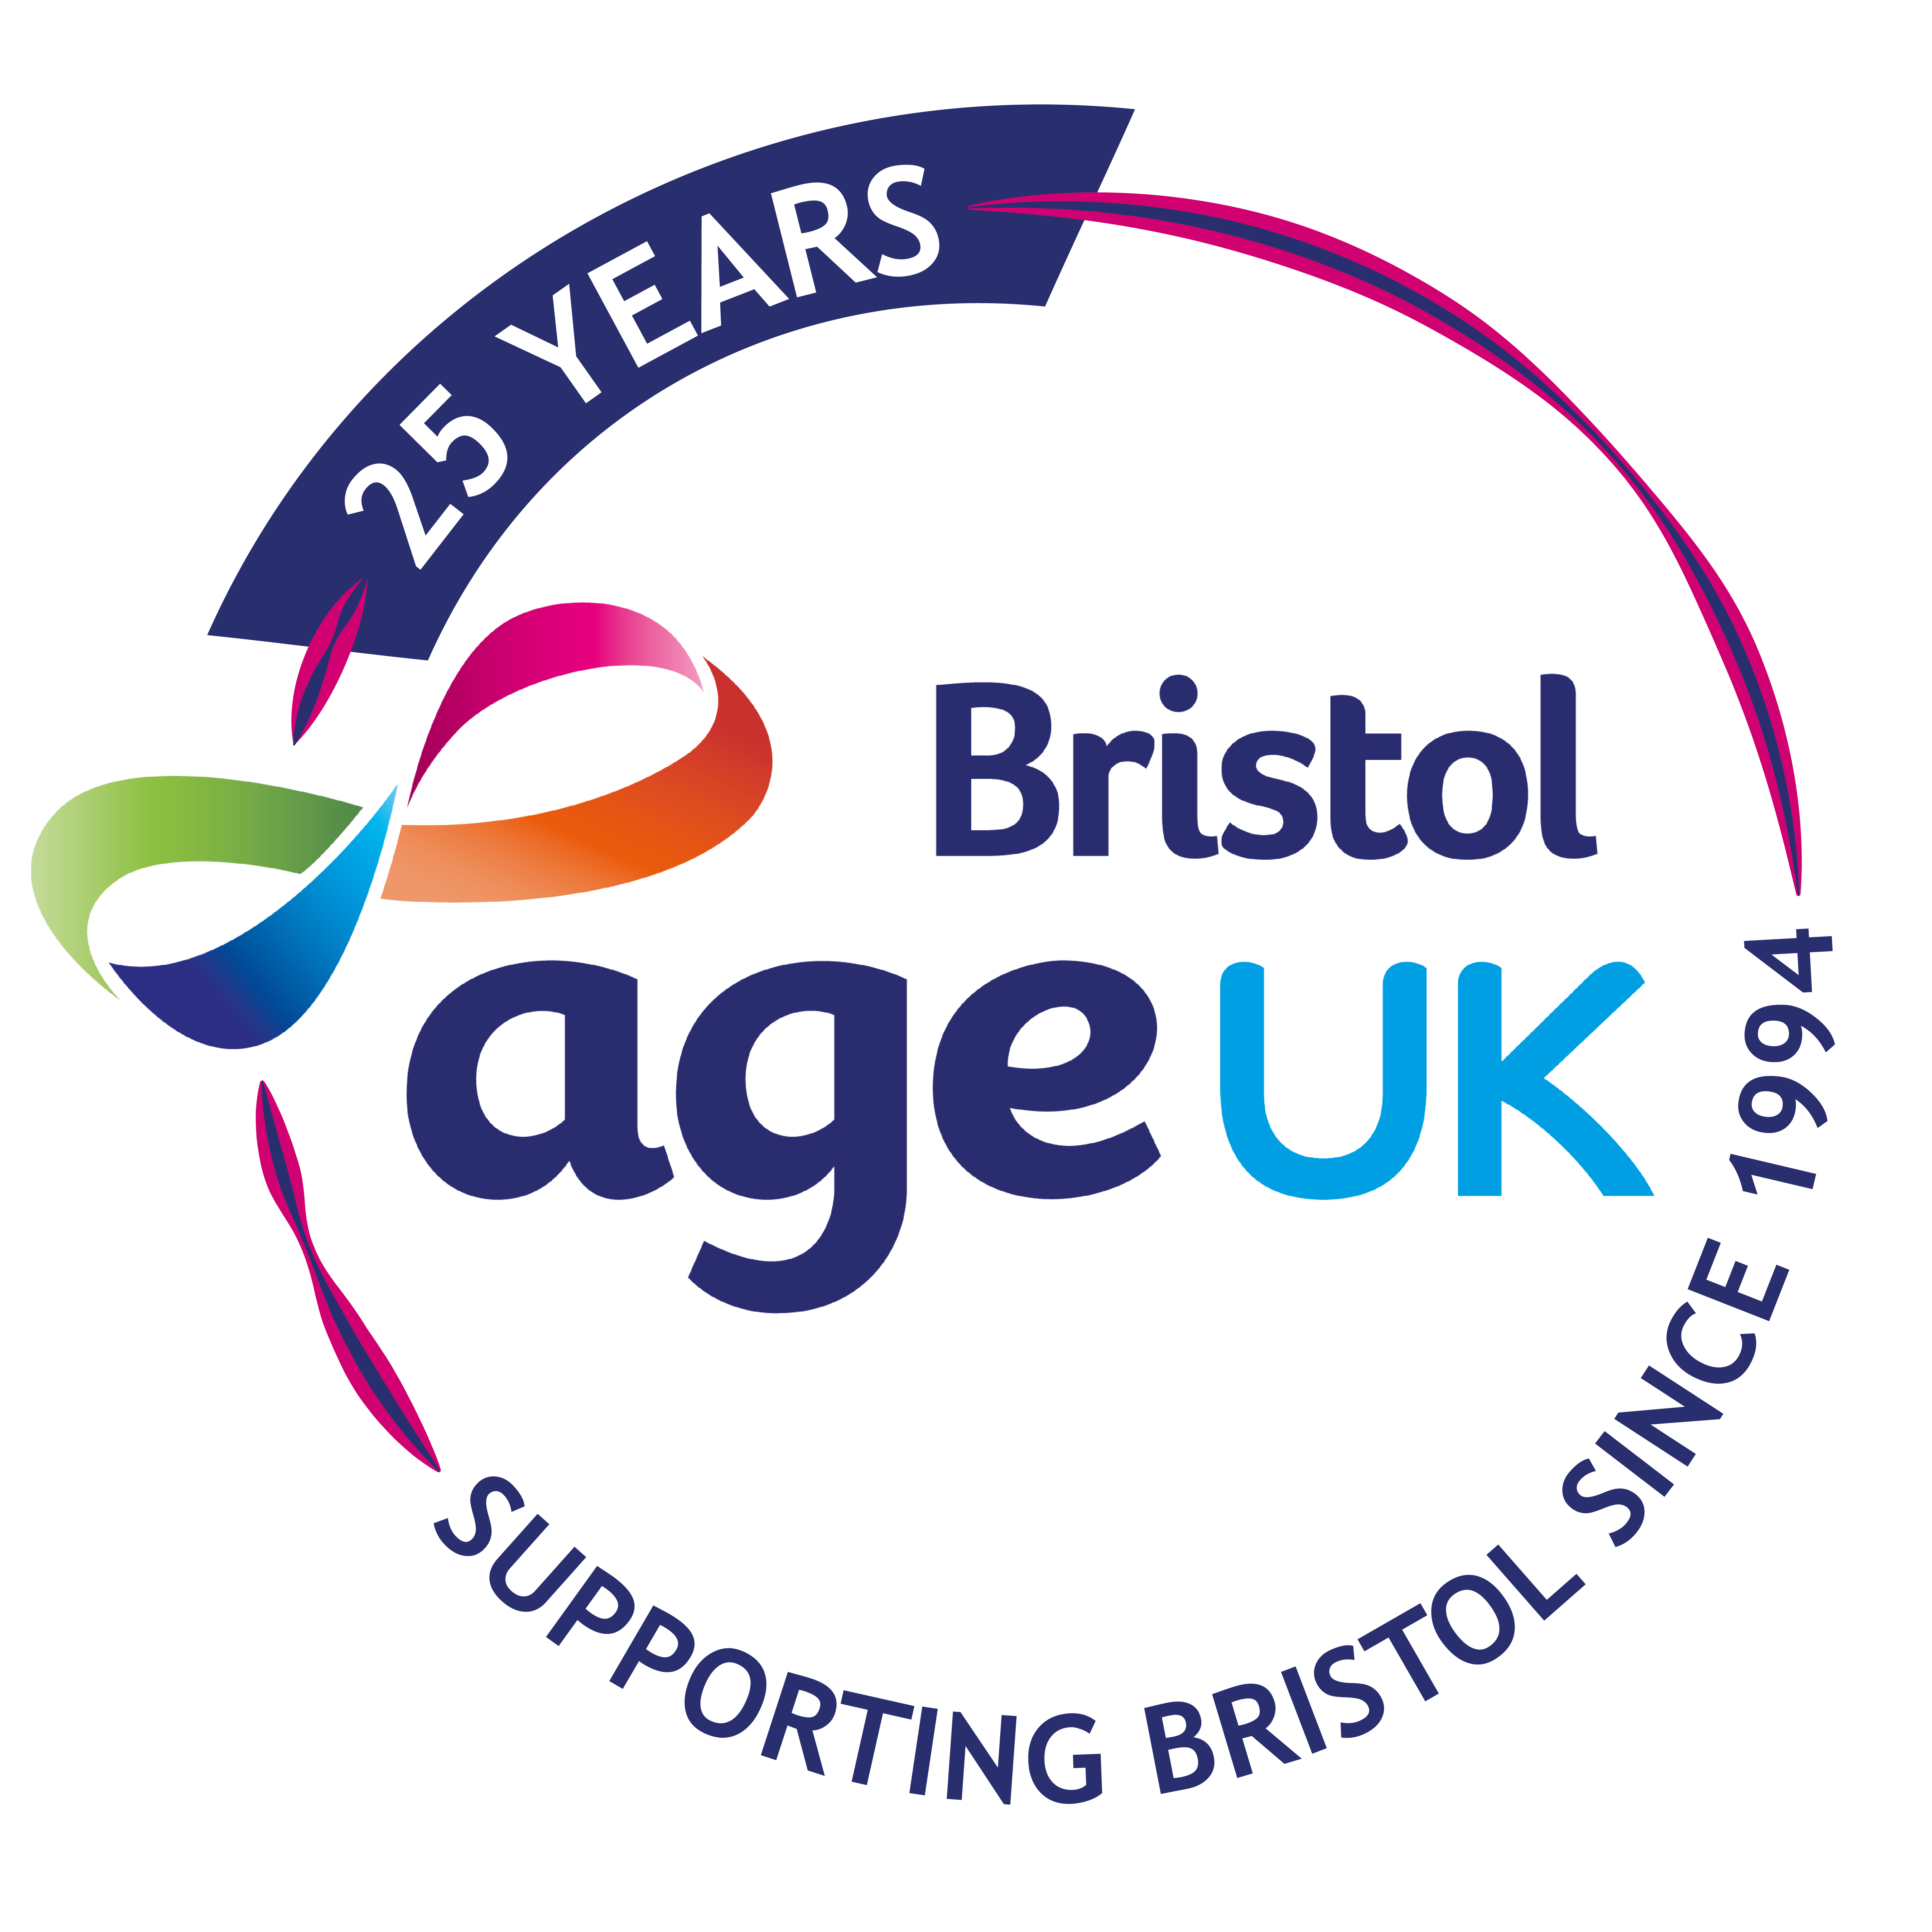 25 YEARS
Bristol
age UK
SUPPORTING BRISTOL SINCE 1994